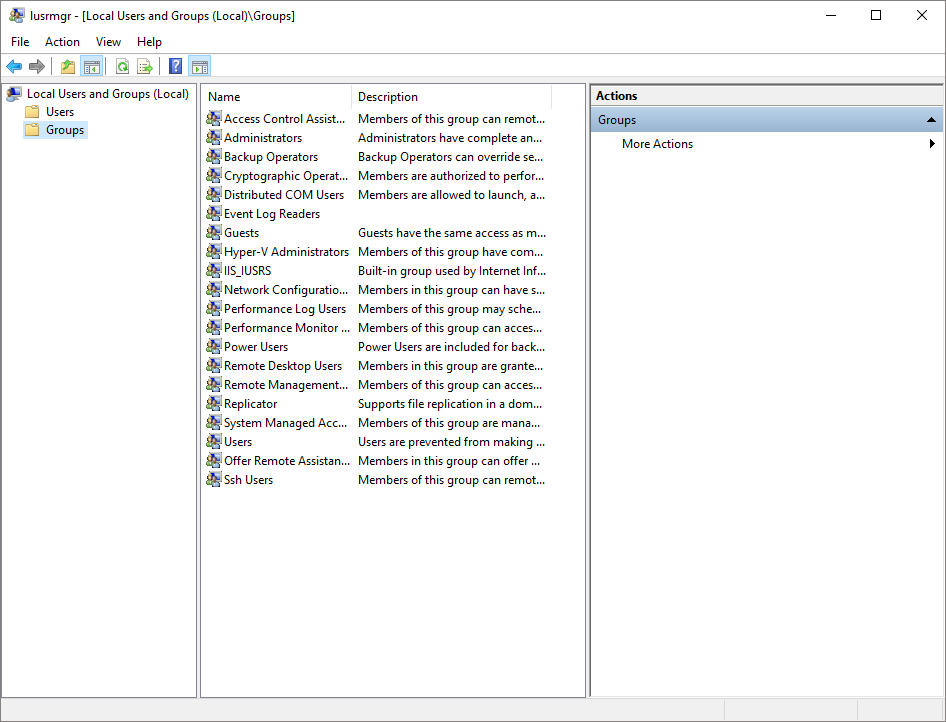 lusrmgr - [Local Users and Groups (Local)\Groups]
File Action View Help
Local Users and Groups (Local)
Users
Groups
Name Description
Access Control Assist... Members of this group can remot...
Administrators Administrators have complete an...
Backup Operators Backup Operators can override se...
Cryptographic Operat... Members are authorized to perfor...
Distributed COM Users Members are allowed to launch, a...
Event Log Readers
Guests Guests have the same access as m...
Hyper-V Administrators Members of this group have com...
IIS_IUSRS Built-in group used by Internet Inf...
Network Configuratio... Members in this group can have s...
Performance Log Users Members of this group may sche...
Performance Monitor ... Members of this group can acces...
Power Users Power Users are included for back...
Remote Desktop Users Members in this group are grante...
Remote Management... Members of this group can acces...
Replicator Supports file replication in a dom...
System Managed Acc... Members of this group are mana...
Users Users are prevented from making ...
Offer Remote Assistan... Members in this group can offer ...
Ssh Users Members of this group can remot...
Actions
Groups
More Actions